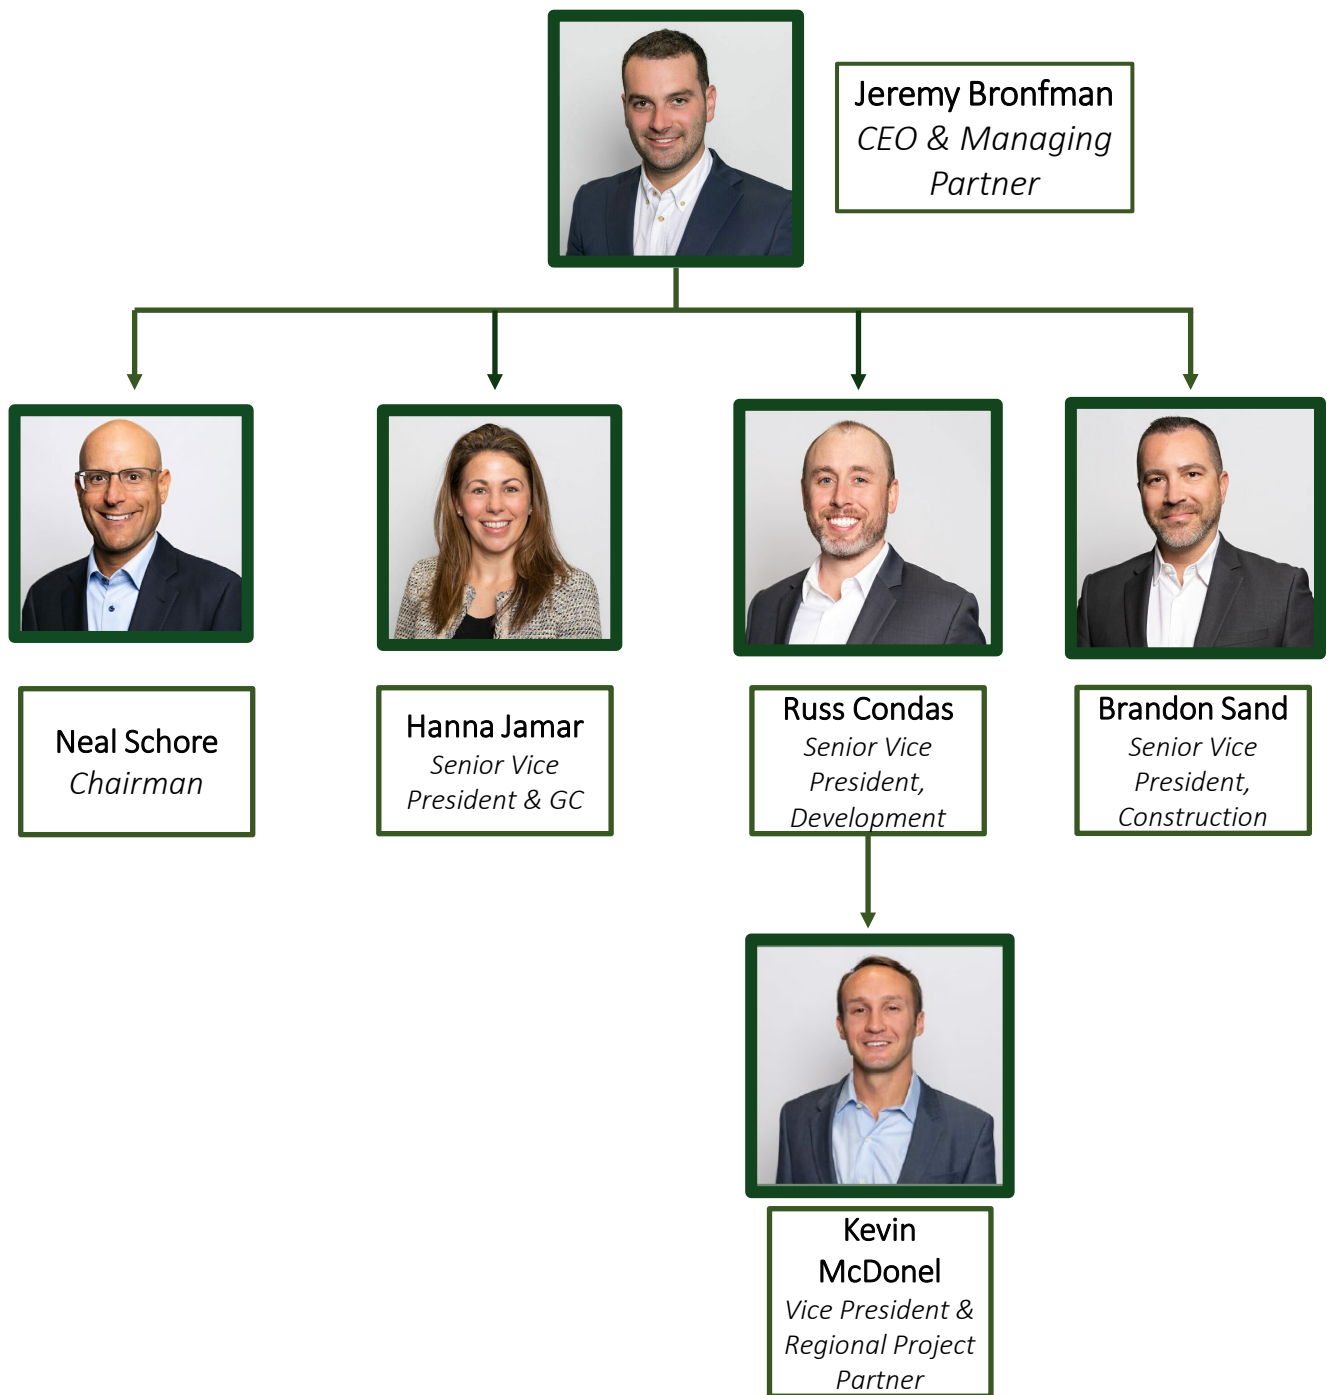 Jeremy Bronfman
CEO & Managing
Partner
Neal Schore
Chairman
Hanna Jamar
Senior Vice
President & GC
Russ Condas
Senior Vice
President,
Development
Brandon Sand
Senior Vice
President,
Construction
Kevin
McDonel
Vice President &
Regional Project
Partner